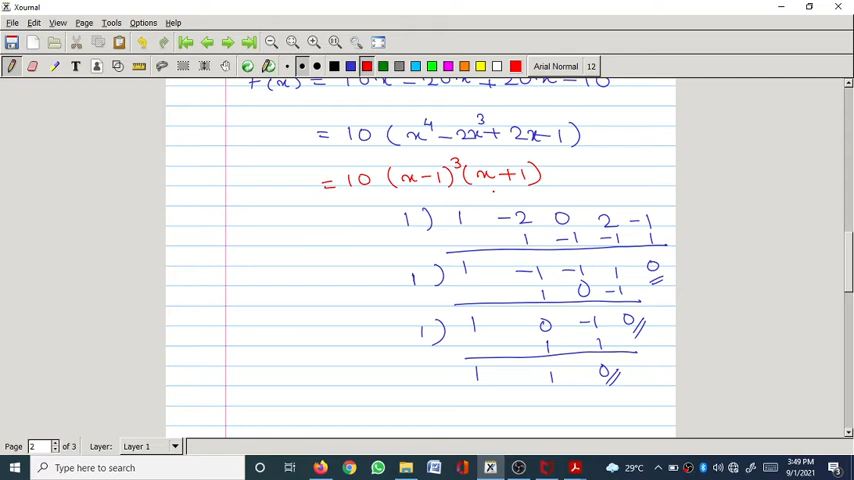 Xournal
File Edit View Page Tools Options Help
Arial Normal 12
= 10 (x⁴ - 2x³ + 2x - 1)
= 10 (x-1)³ (x+1)
1) 1 -2 0 2 -1
1 -1 -1 1
1) 1 -1 -1 1 0
1 0 -1
1) 1 0 -1 0
1 1
1 1 0
Page 2 of 3 Layer: Layer 1
Type here to search
29°C
3:49 PM
9/1/2021